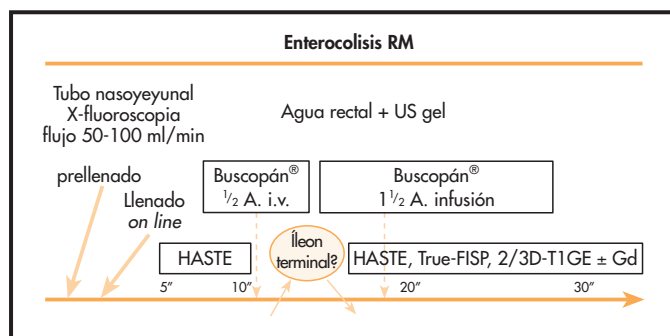 Enterocolisis RM
Tubo nasoyeyunal
X-fluoroscopia
flujo 50-100 ml/min
Agua rectal + US gel
prellenado
Llenado
on line
Buscopán®
1/2 A. i.v.
Buscopán®
1 1/2 A. infusión
Íleon
terminal?
HASTE
HASTE, True-FISP, 2/3D-T1GE ± Gd
5″
10″
20″
30″